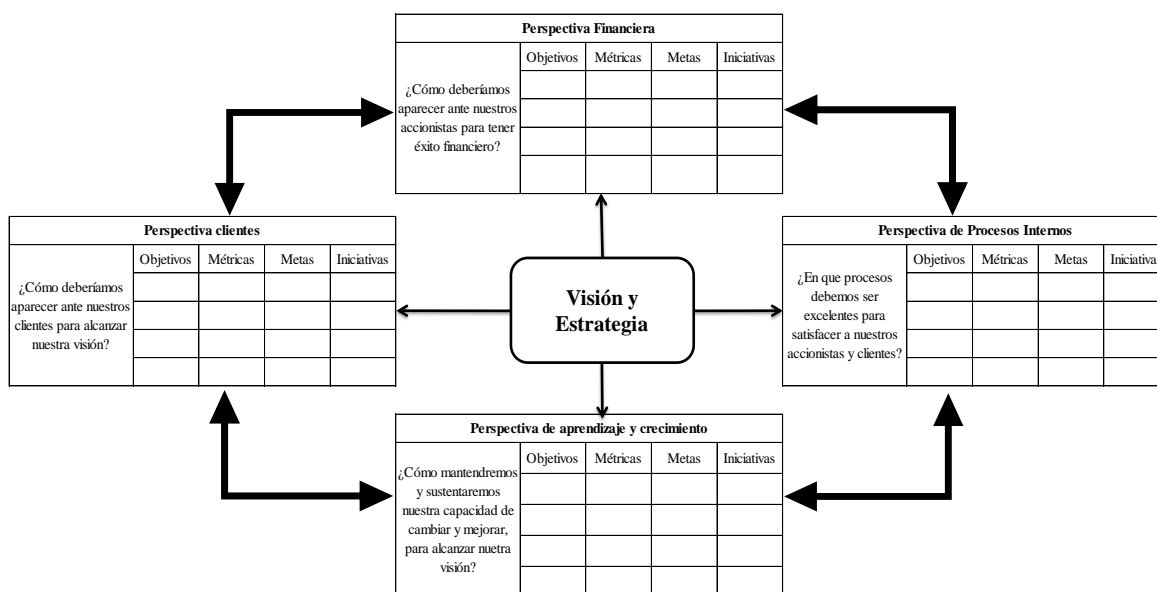 Perspectiva Financiera
Objetivos Métricas Metas Iniciativas
¿Cómo deberíamos
aparecer ante nuestros
accionistas para tener
éxito financiero?
Perspectiva clientes
Objetivos Métricas Metas Iniciativas
¿Cómo deberíamos
aparecer ante nuestros
clientes para alcanzar
nuestra visión?
Visión y
Estrategia
Perspectiva de Procesos Internos
Objetivos Métricas Metas Iniciativa
¿En que procesos
debemos ser
excelentes para
satisfacer a nuestros
accionistas y clientes?
Perspectiva de aprendizaje y crecimiento
Objetivos Métricas Metas Iniciativas
¿Cómo mantendremos
y sustentaremos
nuestra capacidad de
cambiar y mejorar,
para alcanzar nuetra
visión?